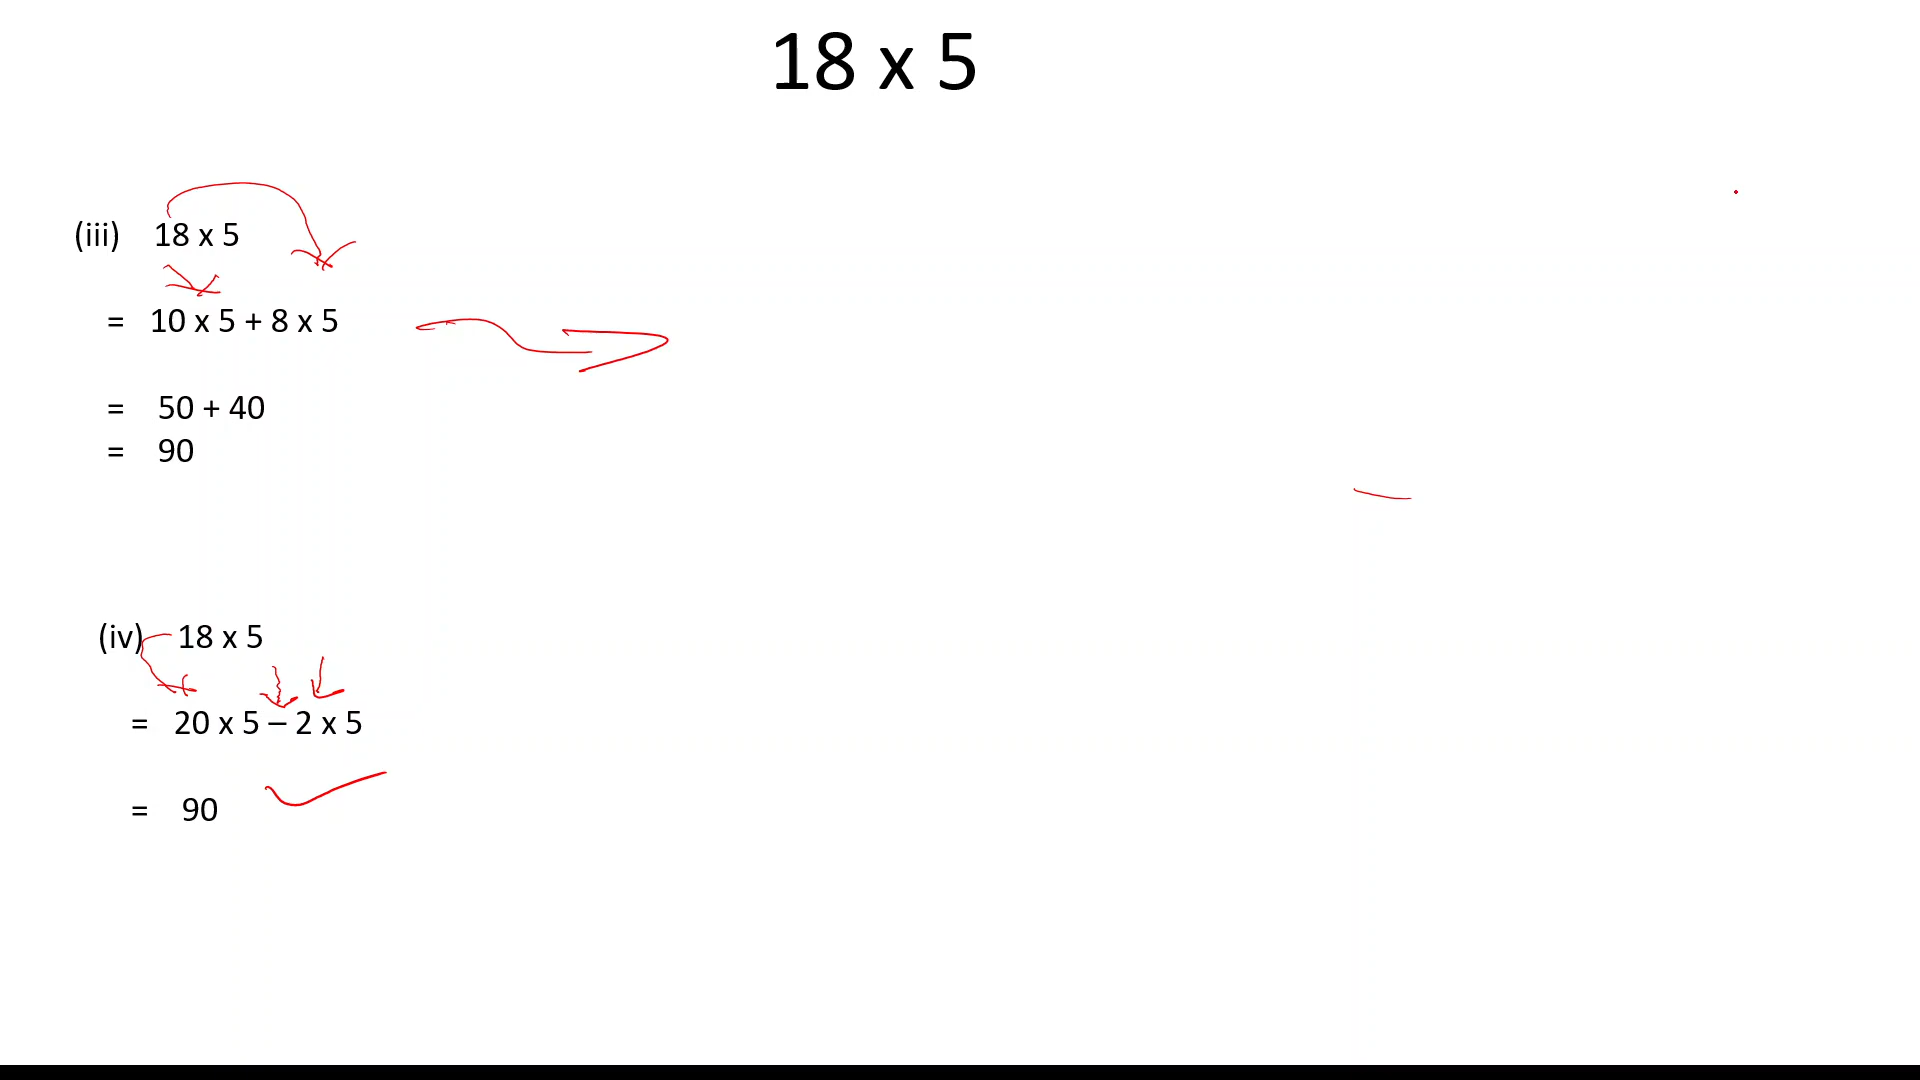 18 x 5
(iii) 18 x 5
= 10 x 5 + 8 x 5
= 50 + 40
= 90
(iv) 18 x 5
= 20 x 5 – 2 x 5
= 90